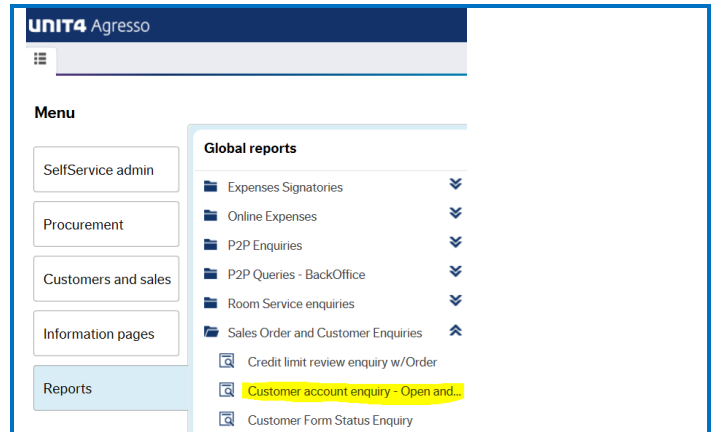 UNIT4 Agresso
Menu
Global reports
SelfService admin
Procurement
Customers and sales
Information pages
Reports
Expenses Signatories
Online Expenses
P2P Enquiries
P2P Queries - BackOffice
Room Service enquiries
Sales Order and Customer Enquiries
Credit limit review enquiry w/Order
Customer account enquiry - Open and...
Customer Form Status Enquiry